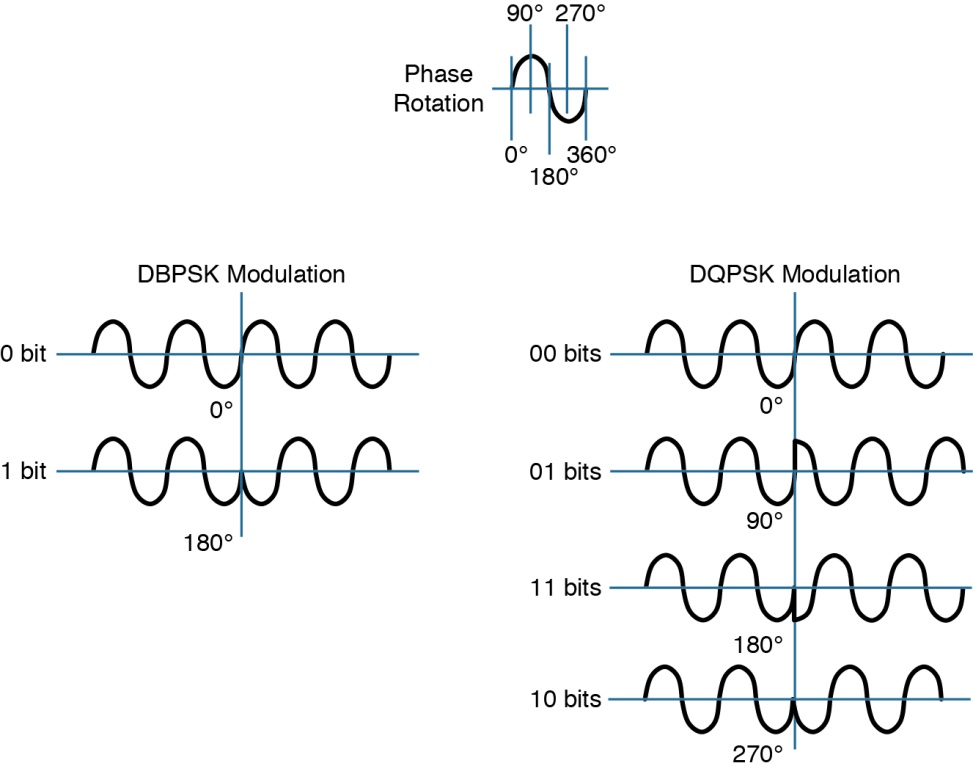 90° 270°
Phase
Rotation
0° 360°
180°
DBPSK Modulation
0 bit
0°
1 bit
180°
DQPSK Modulation
00 bits
0°
01 bits
90°
11 bits
180°
10 bits
270°